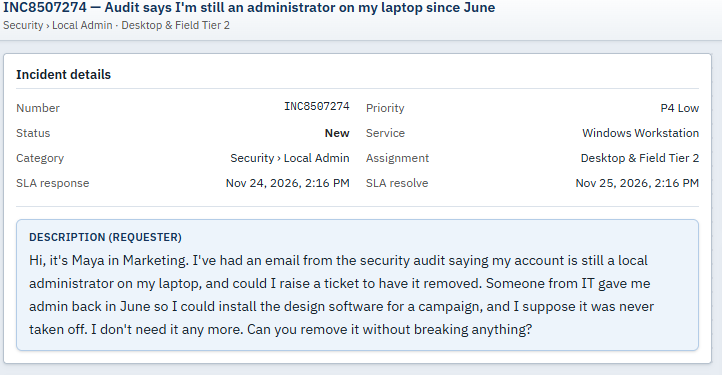 INC8507274 — Audit says I'm still an administrator on my laptop since June
Security › Local Admin · Desktop & Field Tier 2
Incident details
Number INC8507274 Priority P4 Low
Status New Service Windows Workstation
Category Security › Local Admin Assignment Desktop & Field Tier 2
SLA response Nov 24, 2026, 2:16 PM SLA resolve Nov 25, 2026, 2:16 PM
DESCRIPTION (REQUESTER)
Hi, it's Maya in Marketing. I've had an email from the security audit saying my account is still a local
administrator on my laptop, and could I raise a ticket to have it removed. Someone from IT gave me
admin back in June so I could install the design software for a campaign, and I suppose it was never
taken off. I don't need it any more. Can you remove it without breaking anything?